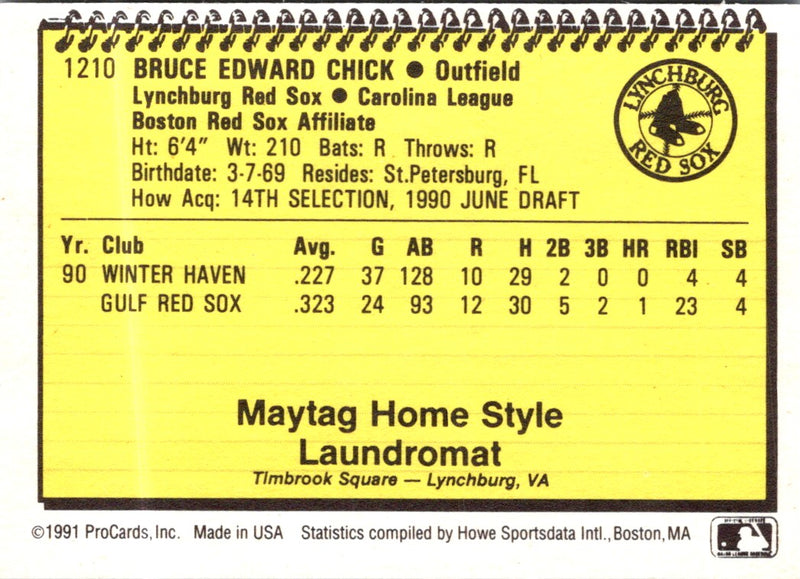 1210 BRUCE EDWARD CHICK ● Outfield
Lynchburg Red Sox ● Carolina League
Boston Red Sox Affiliate
Ht: 6'4" Wt: 210 Bats: R Throws: R
Birthdate: 3-7-69 Resides: St.Petersburg, FL
How Acq: 14TH SELECTION, 1990 JUNE DRAFT
LYNCHBURG
RED SOX
Yr. Club Avg. G AB R H 2B 3B HR RBI SB
90 WINTER HAVEN .227 37 128 10 29 2 0 0 4 4
GULF RED SOX .323 24 93 12 30 5 2 1 23 4
Maytag Home Style
Laundromat
Timbrook Square — Lynchburg, VA
©1991 ProCards, Inc. Made in USA Statistics compiled by Howe Sportsdata Intl., Boston, MA